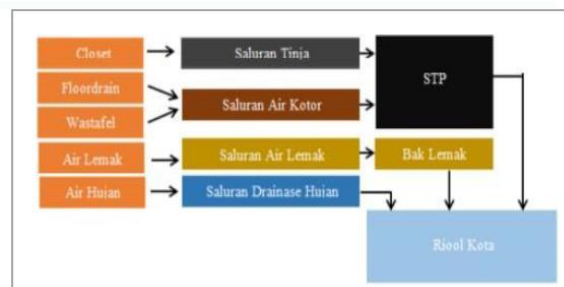 Closet
Saluran Tinja
STP
Floordrain
Saluran Air Kotor
Wastafel
Air Lemak
Saluran Air Lemak
Bak Lemak
Air Hujan
Saluran Drainase Hujan
Riool Kota